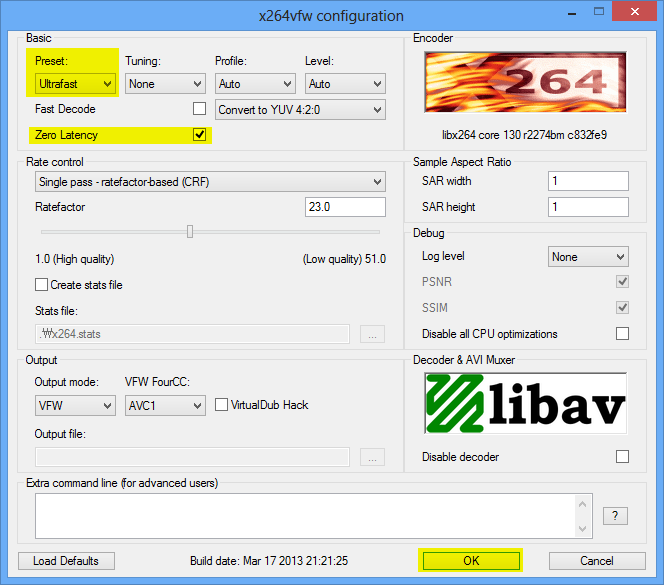 x264vfw configuration
Basic
Preset: Tuning: Profile: Level:
Ultrafast None Auto Auto
Fast Decode Convert to YUV 4:2:0
Zero Latency
Encoder
264
libx264 core 130 r2274bm c832fe9
Rate control
Single pass - ratefactor-based (CRF)
Ratefactor 23.0
1.0 (High quality) (Low quality) 51.0
Create stats file
Stats file:
.₩x264.stats ...
Sample Aspect Ratio
SAR width 1
SAR height 1
Debug
Log level None
PSNR
SSIM
Disable all CPU optimizations
Output
Output mode: VFW FourCC:
VFW AVC1 VirtualDub Hack
Output file:
...
Decoder & AVI Muxer
libav
Disable decoder
Extra command line (for advanced users)
?
Load Defaults Build date: Mar 17 2013 21:21:25 OK Cancel